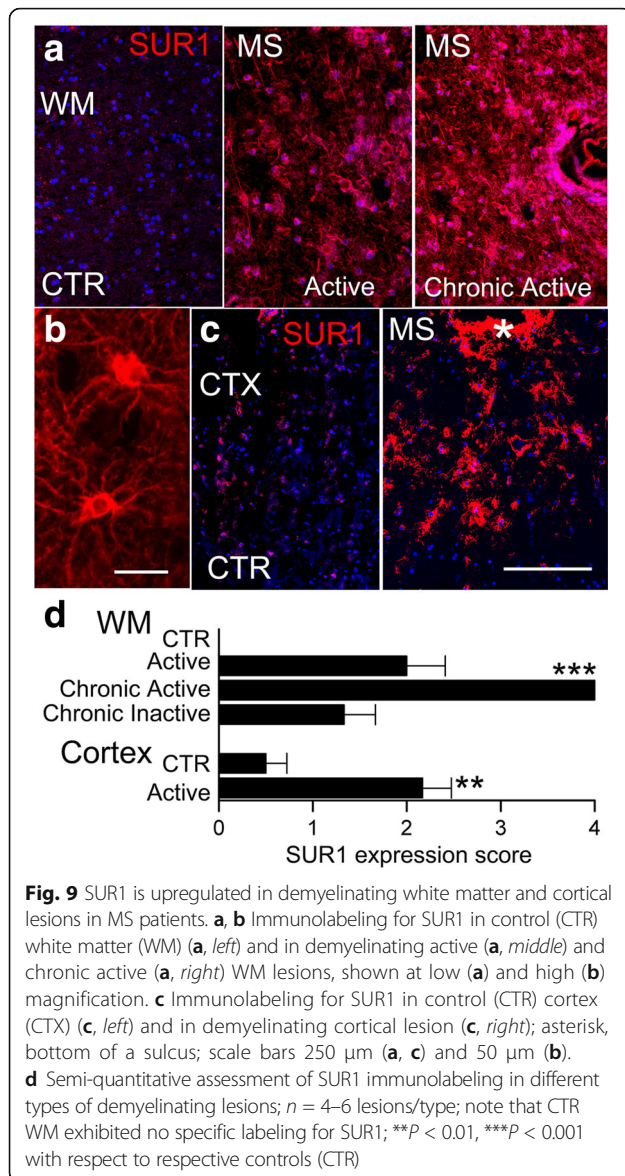 a
SUR1
MS
MS
WM
CTR
Active
Chronic Active
b
c
SUR1
MS
*
CTX
CTR
d
WM
CTR
Active
***
Chronic Active
Chronic Inactive
Cortex
CTR
Active
**
0
1
2
3
4
SUR1 expression score
Fig. 9 SUR1 is upregulated in demyelinating white matter and cortical
lesions in MS patients. a, b Immunolabeling for SUR1 in control (CTR)
white matter (WM) (a, left) and in demyelinating active (a, middle) and
chronic active (a, right) WM lesions, shown at low (a) and high (b)
magnification. c Immunolabeling for SUR1 in control (CTR) cortex
(CTX) (c, left) and in demyelinating cortical lesion (c, right); asterisk,
bottom of a sulcus; scale bars 250 μm (a, c) and 50 μm (b).
d Semi-quantitative assessment of SUR1 immunolabeling in different
types of demyelinating lesions; n = 4–6 lesions/type; note that CTR
WM exhibited no specific labeling for SUR1; **P < 0.01, ***P < 0.001
with respect to respective controls (CTR)